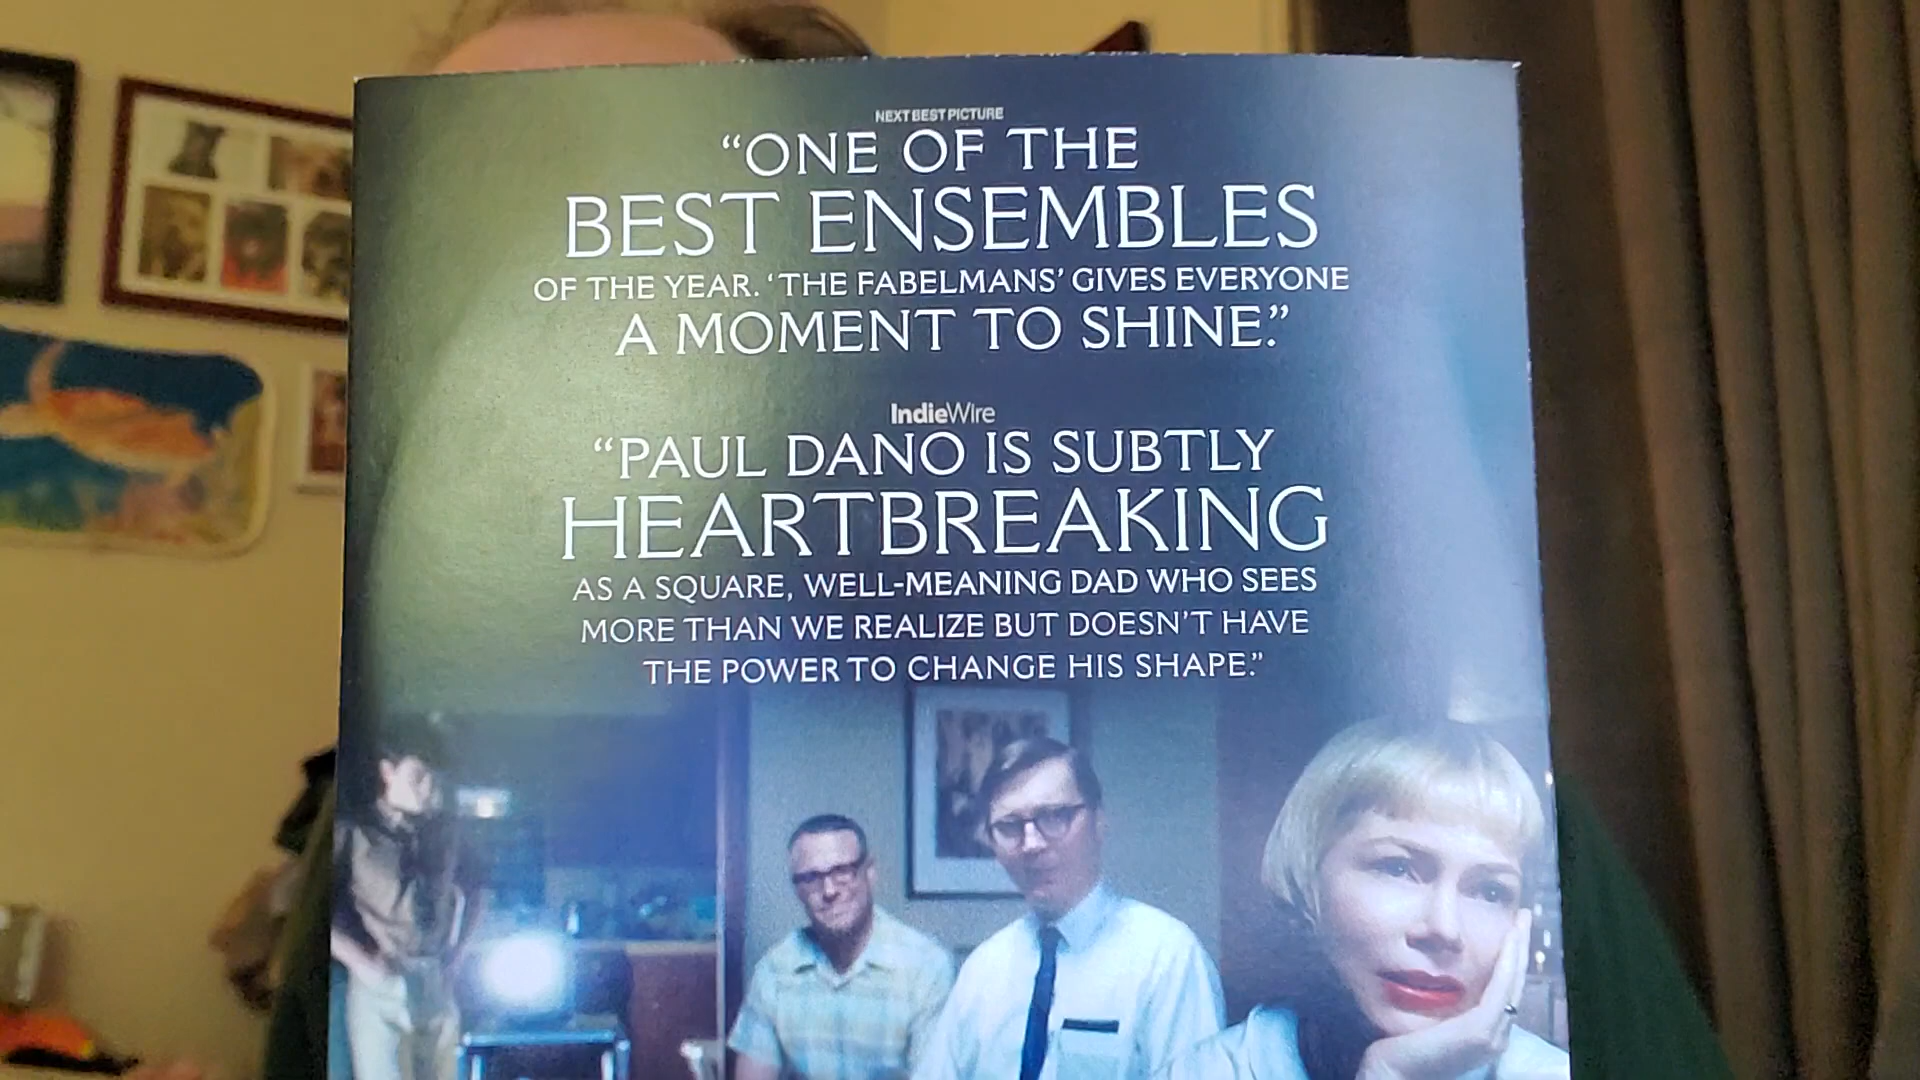 NEXT BEST PICTURE
“ONE OF THE
BEST ENSEMBLES
OF THE YEAR. ‘THE FABELMANS’ GIVES EVERYONE
A MOMENT TO SHINE.”
IndieWire
“PAUL DANO IS SUBTLY
HEARTBREAKING
AS A SQUARE, WELL-MEANING DAD WHO SEES
MORE THAN WE REALIZE BUT DOESN’T HAVE
THE POWER TO CHANGE HIS SHAPE.”